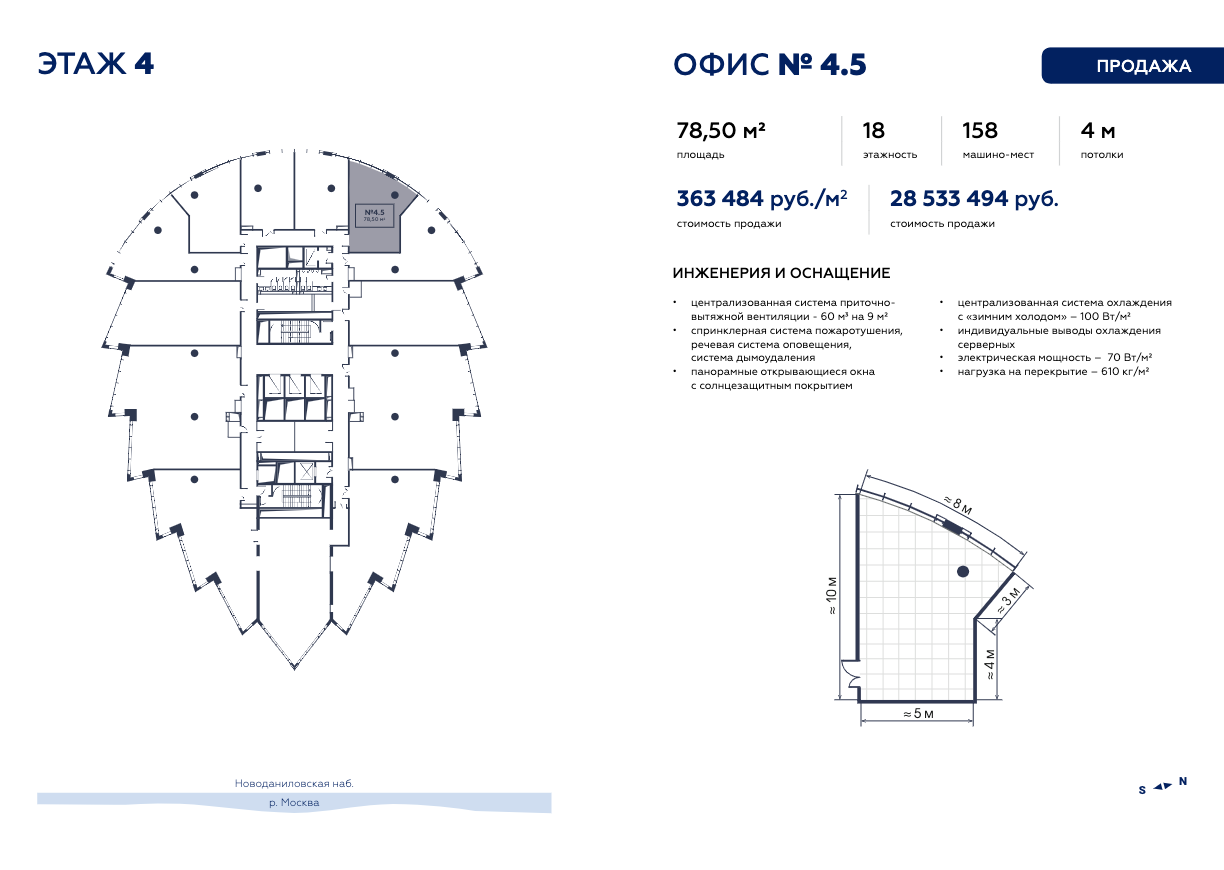 ЭТАЖ 4
№4.5
78,50 м²
Новоданиловская наб.
р. Москва
ОФИС № 4.5
ПРОДАЖА
78,50 м²
площадь
18
этажность
158
машино-мест
4 м
потолки
363 484 руб./м²
стоимость продажи
28 533 494 руб.
стоимость продажи
ИНЖЕНЕРИЯ И ОСНАЩЕНИЕ
• централизованная система приточно-
вытяжной вентиляции - 60 м³ на 9 м²
• спринклерная система пожаротушения,
речевая система оповещения,
система дымоудаления
• панорамные открывающиеся окна
с солнцезащитным покрытием
• централизованная система охлаждения
с «зимним холодом» – 100 Вт/м²
• индивидуальные выводы охлаждения
серверных
• электрическая мощность – 70 Вт/м²
• нагрузка на перекрытие – 610 кг/м²
≈ 8 м
≈ 10 м
≈ 3 м
≈ 4 м
≈ 5 м
S N